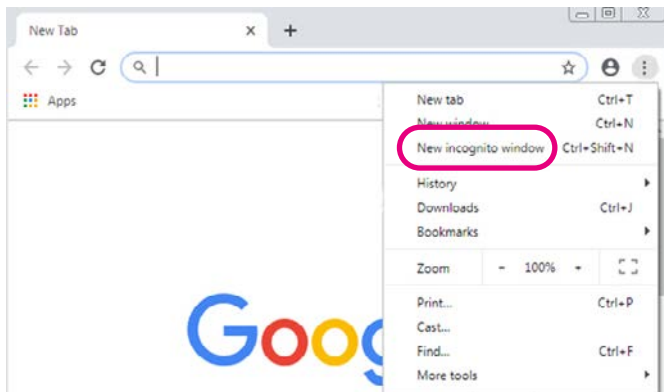 New Tab
Apps
New tab Ctrl+T
New window Ctrl+N
New incognito window Ctrl+Shift+N
History
Downloads Ctrl+J
Bookmarks
Zoom - 100% +
Print... Ctrl+P
Cast...
Find... Ctrl+F
More tools
Goog